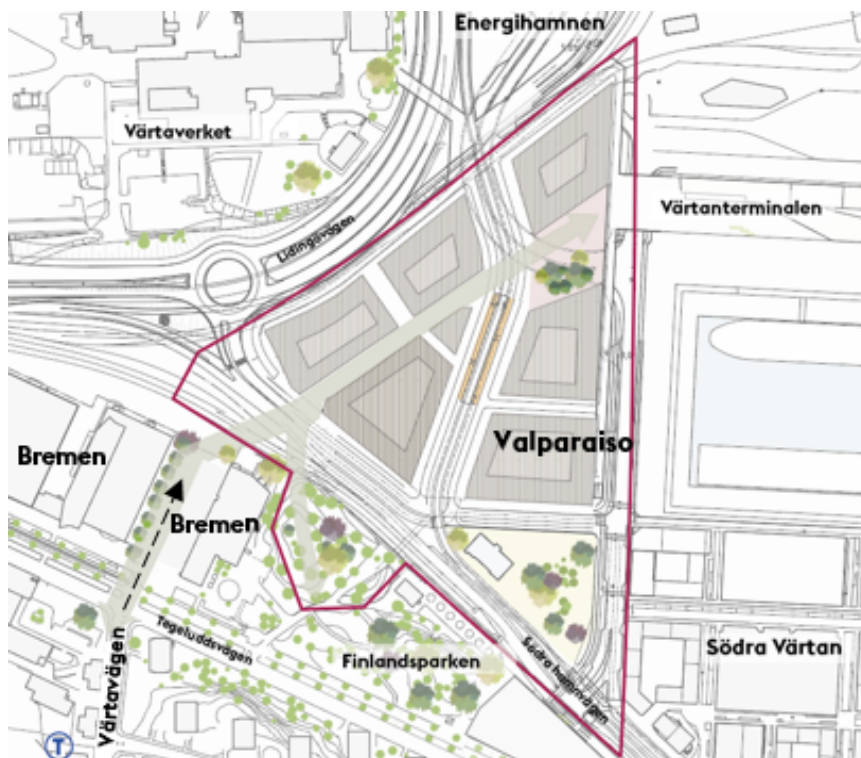 Energihamnen
Värtaverket
Värtanterminalen
Lidingövägen
Valparaiso
Bremen
Bremen
Tegeluddsvägen
Finlandsparken
Södra hamnvägen
Södra Värtan
Värtavägen
T